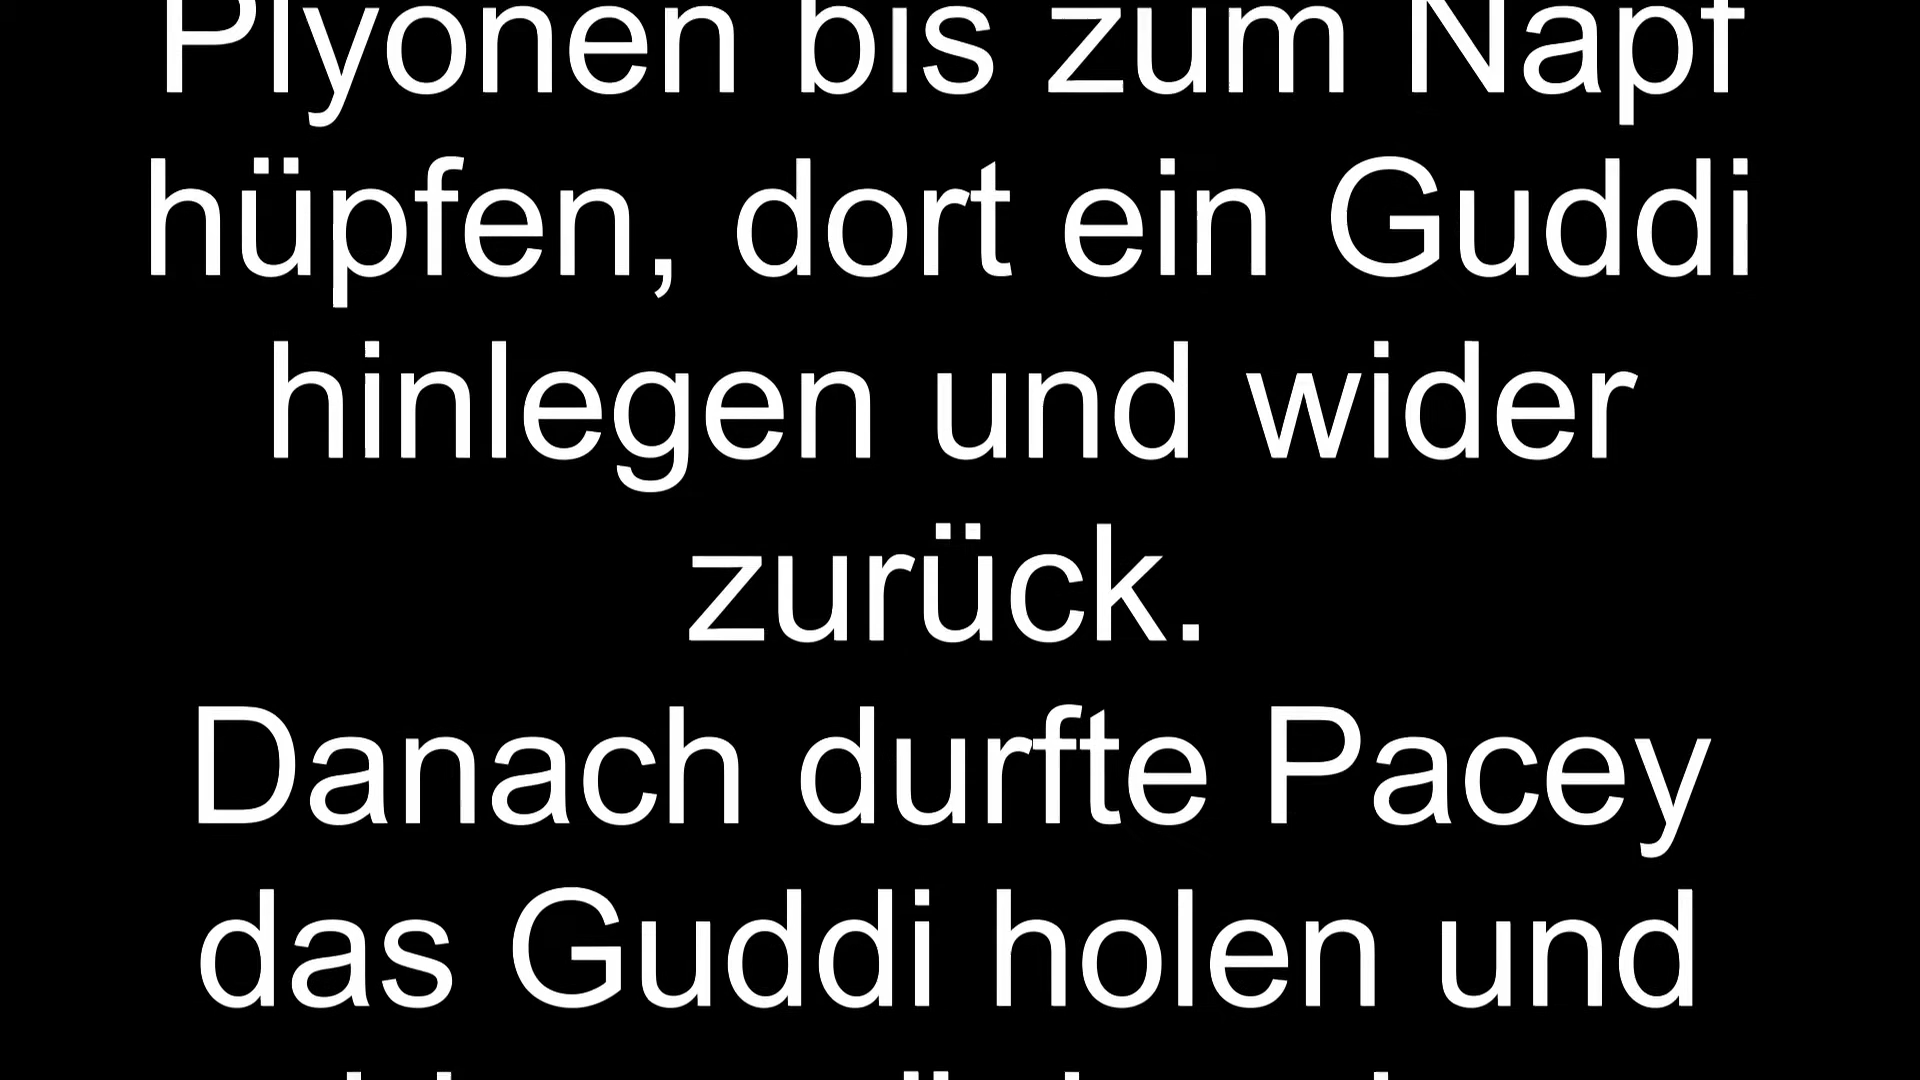 Plyonen bis zum Napf
hüpfen, dort ein Guddi
hinlegen und wider
zurück.
Danach durfte Pacey
das Guddi holen und